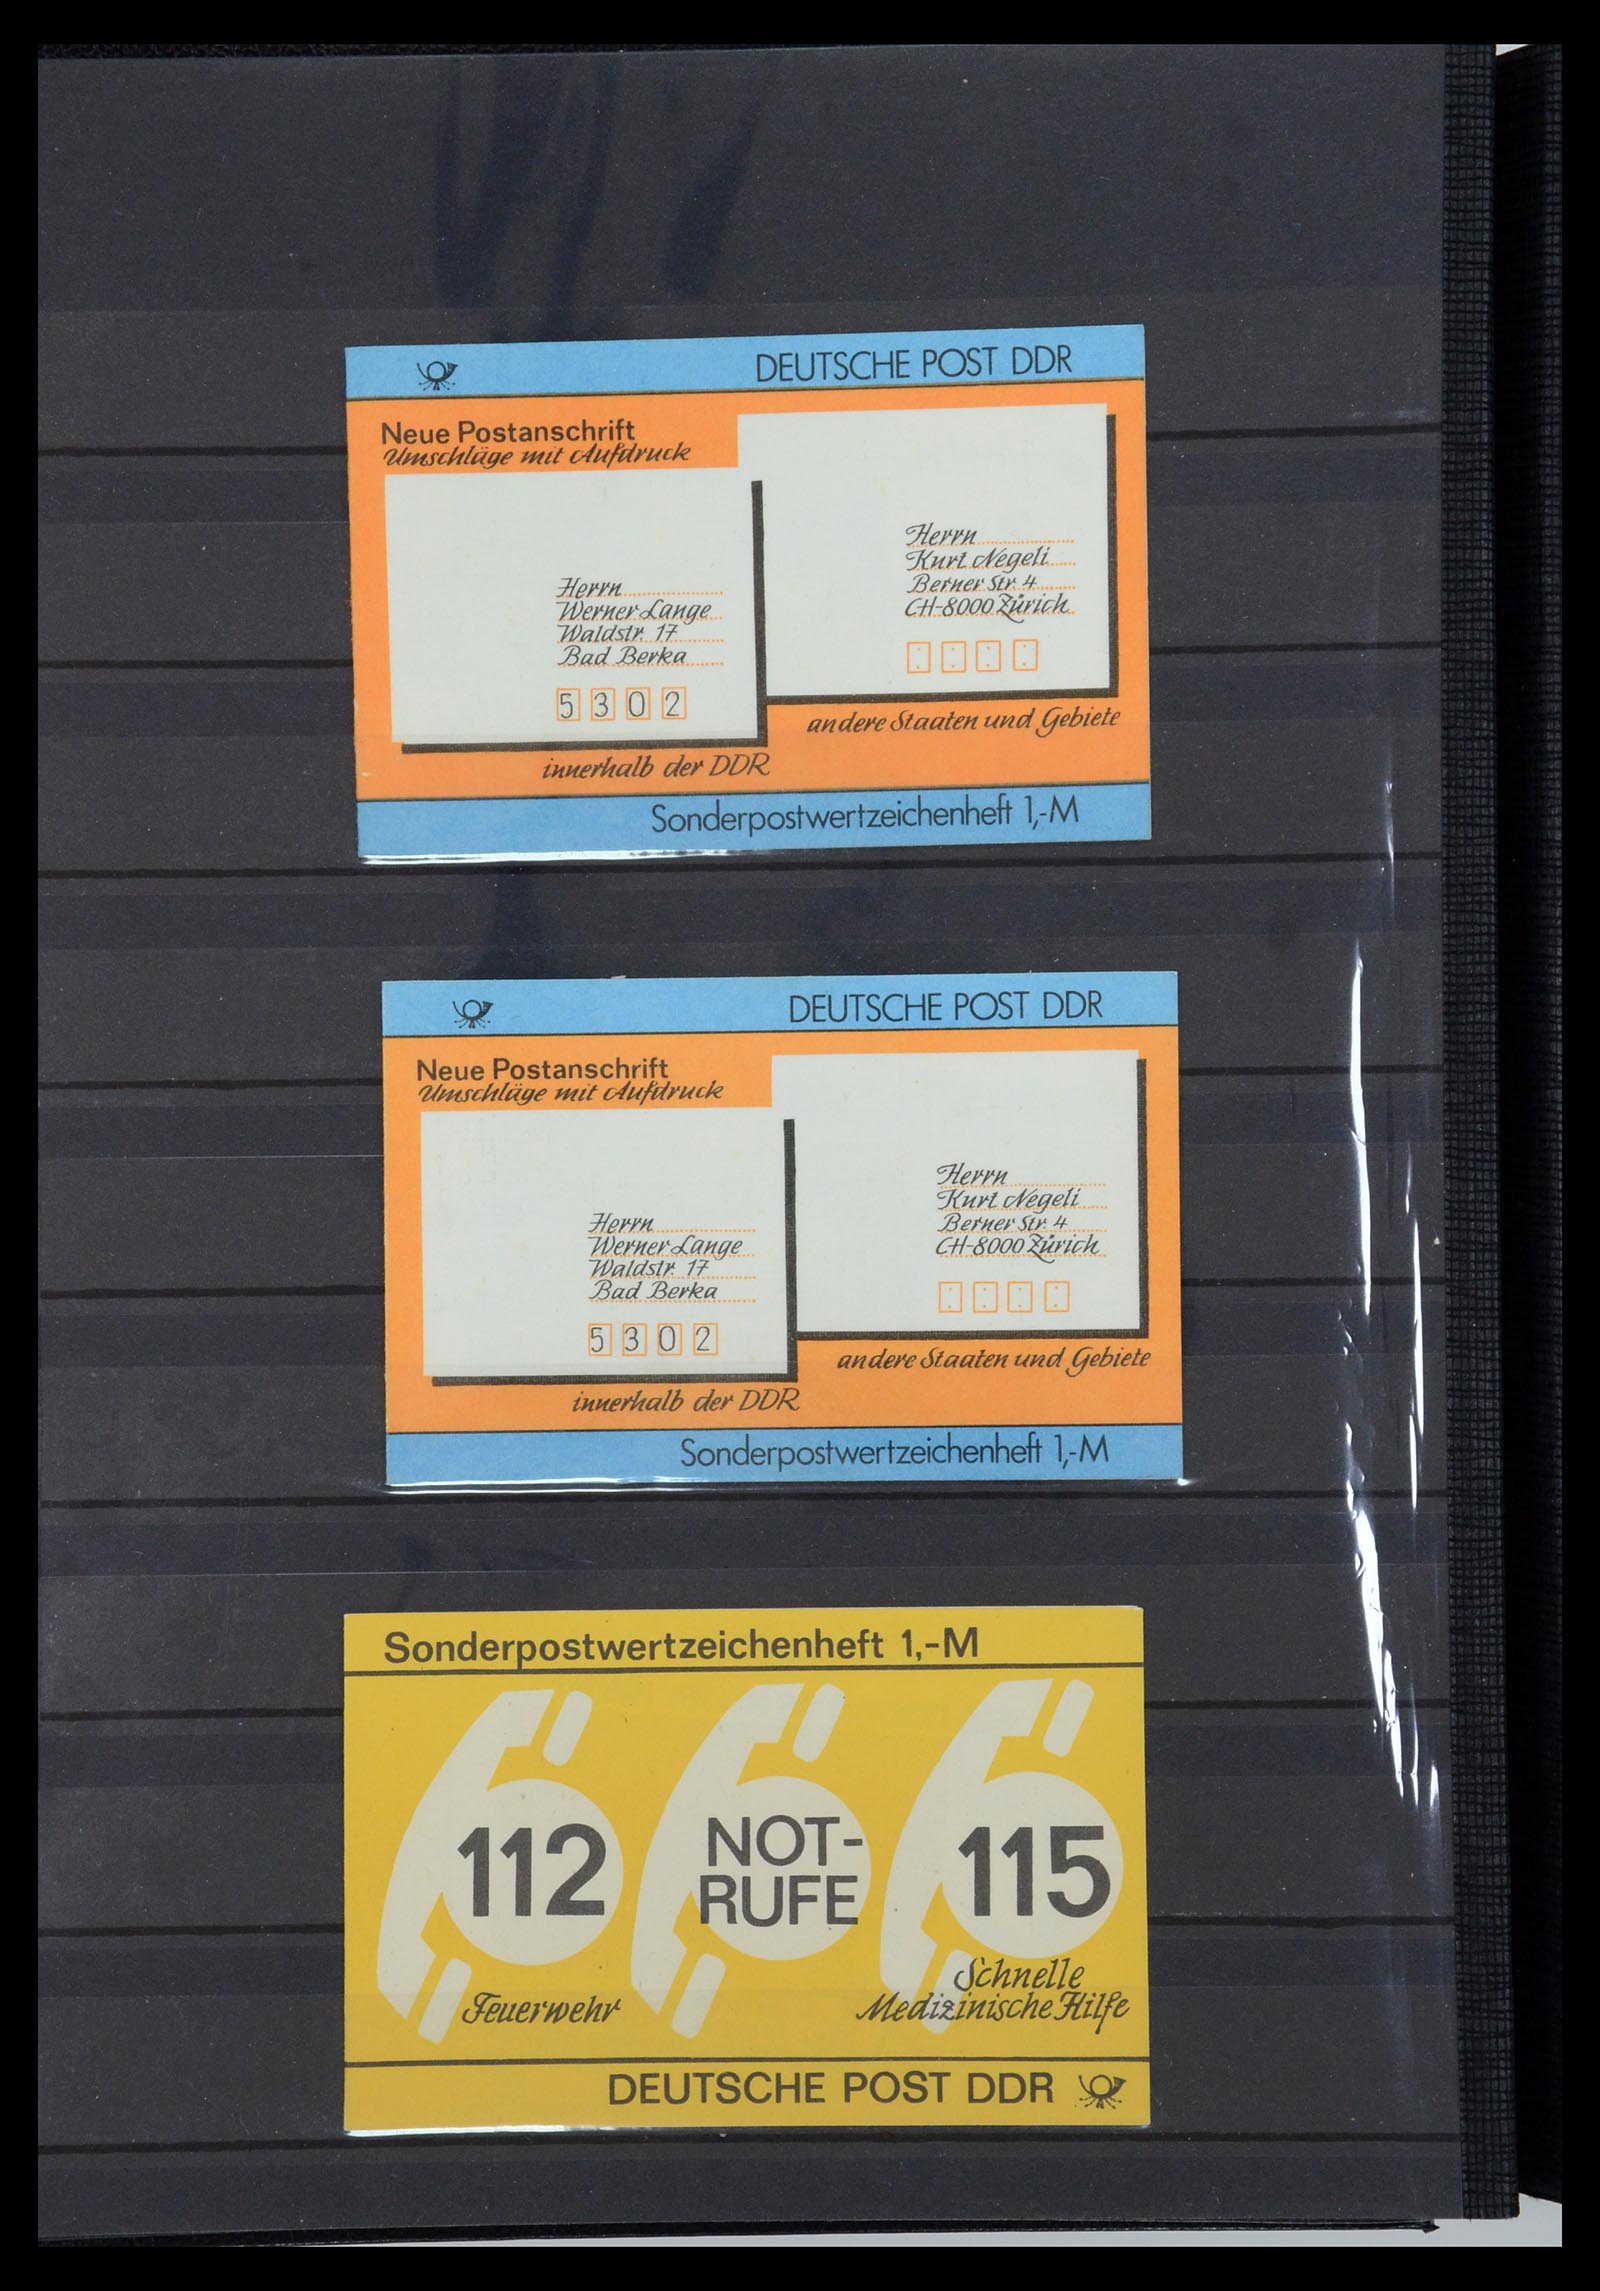 DEUTSCHE POST DDR
Neue Postanschrift
Umschläge mit Aufdruck
Herrn
Kurt Negeli
Berner Str. 4
CH-8000 Zürich
Herrn
Werner Lange
Waldstr. 17
Bad Berka
5302
andere Staaten und Gebiete
innerhalb der DDR
Sonderpostwertzeichenheft 1,-M
DEUTSCHE POST DDR
Neue Postanschrift
Umschläge mit Aufdruck
Herrn
Kurt Negeli
Berner Str. 4
CH-8000 Zürich
Herrn
Werner Lange
Waldstr. 17
Bad Berka
5302
andere Staaten und Gebiete
innerhalb der DDR
Sonderpostwertzeichenheft 1,-M
Sonderpostwertzeichenheft 1,-M
112
NOT-
RUFE
115
Feuerwehr
Schnelle
Medizinische Hilfe
DEUTSCHE POST DDR